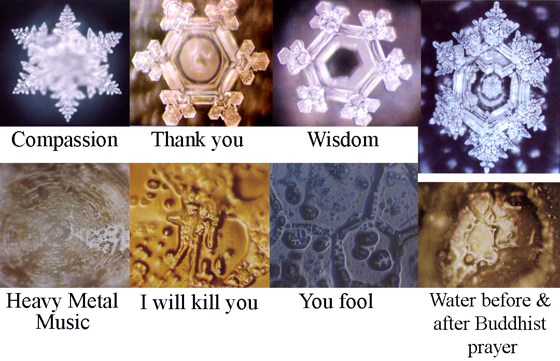 Compassion
Thank you
Wisdom
Heavy Metal
Music
I will kill you
You fool
Water before &
after Buddhist
prayer